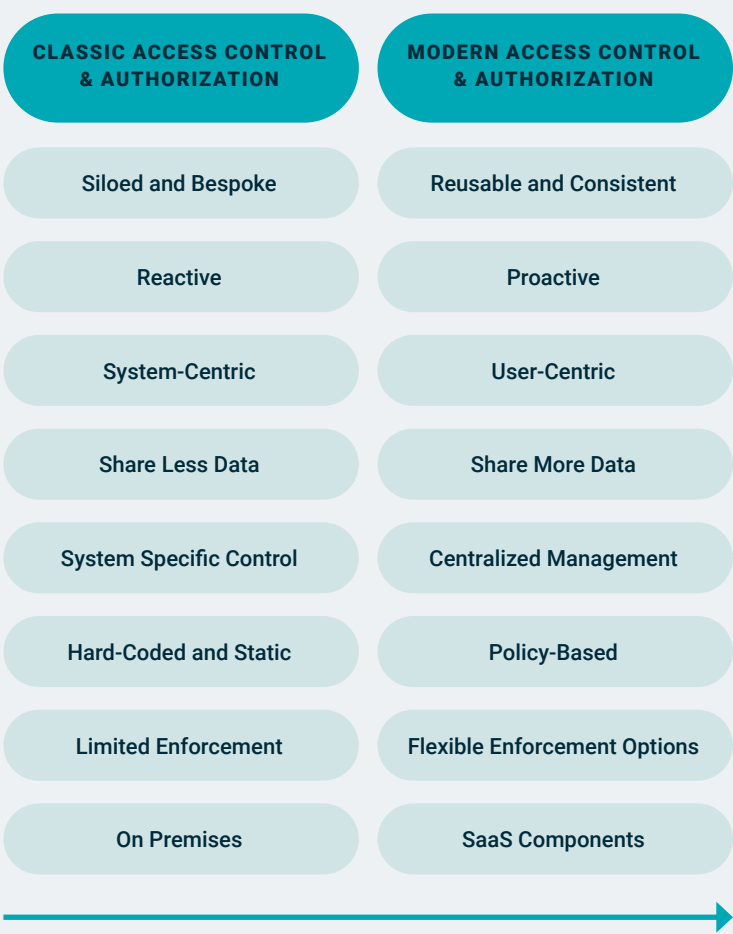 CLASSIC ACCESS CONTROL
& AUTHORIZATION
MODERN ACCESS CONTROL
& AUTHORIZATION
Siloed and Bespoke
Reusable and Consistent
Reactive
Proactive
System-Centric
User-Centric
Share Less Data
Share More Data
System Specific Control
Centralized Management
Hard-Coded and Static
Policy-Based
Limited Enforcement
Flexible Enforcement Options
On Premises
SaaS Components